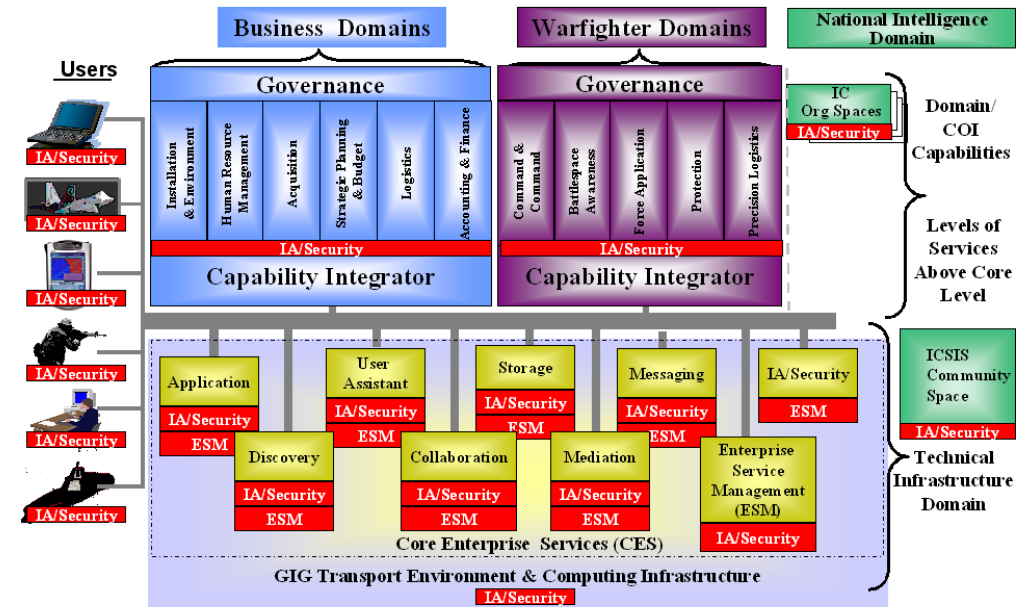 Business Domains
Warfighter Domains
National Intelligence
Domain
Users
Governance
Governance
Installation
& Environment
Human Resource
Management
Acquisition
Strategic Planning
& Budget
Logistics
Accounting & Finance
Command &
Command
Battlespace
Awareness
Force Application
Protection
Precision Logistics
IC
Org Spaces
IA/Security
Domain/
COI
Capabilities
IA/Security
IA/Security
IA/Security
IA/Security
IA/Security
IA/Security
IA/Security
IA/Security
Capability Integrator
Capability Integrator
Levels of
Services
Above Core
Level
Application
IA/Security
ESM
User
Assistant
IA/Security
ESM
Storage
IA/Security
ESM
Messaging
IA/Security
ESM
IA/Security
ESM
Discovery
IA/Security
ESM
Collaboration
IA/Security
ESM
Mediation
IA/Security
ESM
Enterprise
Service
Management
(ESM)
IA/Security
ICSIS
Community
Space
IA/Security
Technical
Infrastructure
Domain
Core Enterprise Services (CES)
GIG Transport Environment & Computing Infrastructure
IA/Security